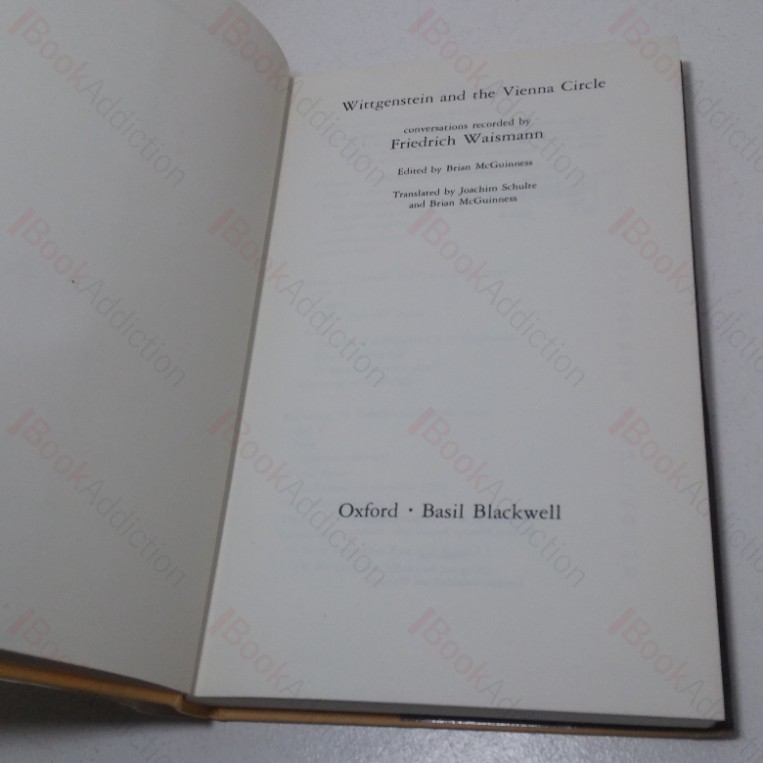 Wittgenstein and the Vienna Circle
conversations recorded by
Friedrich Waismann
Edited by Brian McGuinness
Translated by Joachim Schulte
and Brian McGuinness
Oxford · Basil Blackwell
BookAddiction